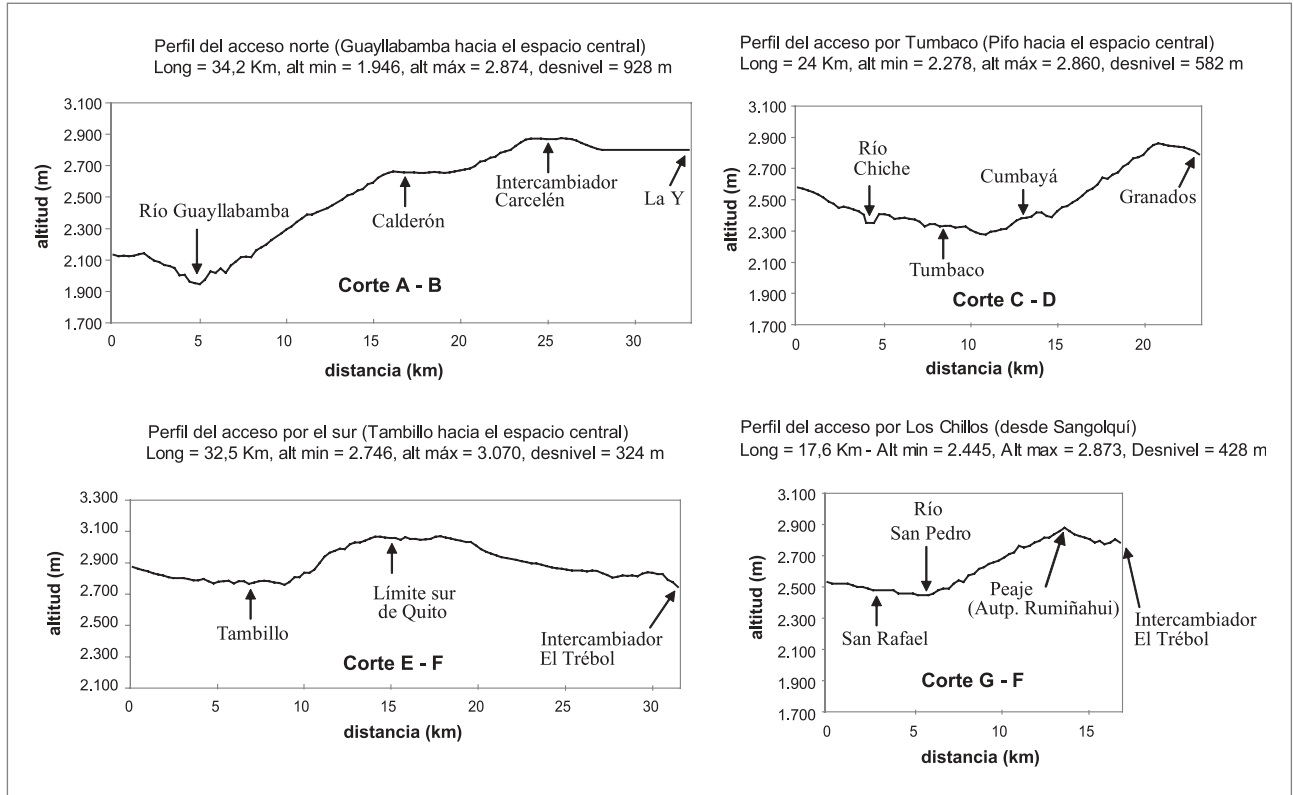 Perfil del acceso norte (Guayllabamba hacia el espacio central)
Long = 34,2 Km, alt min = 1.946, alt máx = 2.874, desnivel = 928 m
altitud (m)
3.100
2.900
2.700
2.500
2.300
2.100
1.900
1.700
Río Guayllabamba
Calderón
Intercambiador
Carcelén
La Y
Corte A - B
0 5 10 15 20 25 30
distancia (km)
Perfil del acceso por Tumbaco (Pifo hacia el espacio central)
Long = 24 Km, alt min = 2.278, alt máx = 2.860, desnivel = 582 m
altitud (m)
3.100
2.900
2.700
2.500
2.300
2.100
1.900
1.700
Río
Chiche
Cumbayá
Granados
Tumbaco
Corte C - D
0 5 10 15 20
distancia (km)
Perfil del acceso por el sur (Tambillo hacia el espacio central)
Long = 32,5 Km, alt min = 2.746, alt máx = 3.070, desnivel = 324 m
altitud (m)
3.300
3.100
2.900
2.700
2.500
2.300
2.100
Tambillo
Límite sur
de Quito
Intercambiador
El Trébol
Corte E - F
0 5 10 15 20 25 30
distancia (km)
Perfil del acceso por Los Chillos (desde Sangolquí)
Long = 17,6 Km - Alt min = 2.445, Alt max = 2.873, Desnivel = 428 m
altitud (m)
3.100
2.900
2.700
2.500
2.300
2.100
1.900
1.700
Río
San Pedro
Peaje
(Autp. Rumiñahui)
San Rafael
Intercambiador
El Trébol
Corte G - F
0 5 10 15
distancia (km)